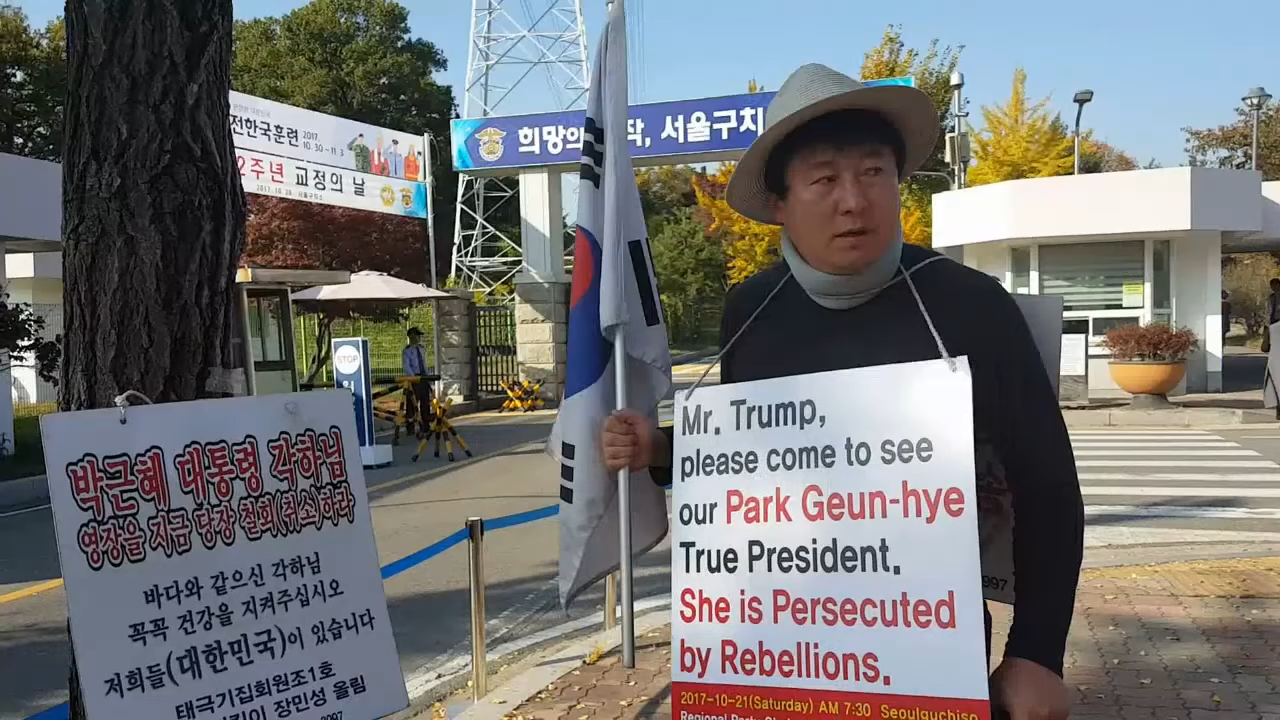 전한국훈련 2017.
10.30~11.3
2주년 교정의 날
2017. 10. 28. 서울구치소
희망의 작, 서울구치
STOP
박근혜 대통령 각하님
영장을 지금 당장 철회(취소)하라
바다와 같으신 각하님
꼭꼭 건강을 지켜주십시오
저희들(대한민국)이 있습니다
태극기집회원조1호
장민성 올림
Mr. Trump,
please come to see
our Park Geun-hye
True President.
She is Persecuted
by Rebellions.
2017-10-21(Saturday) AM 7:30 Seoulguchiso
997